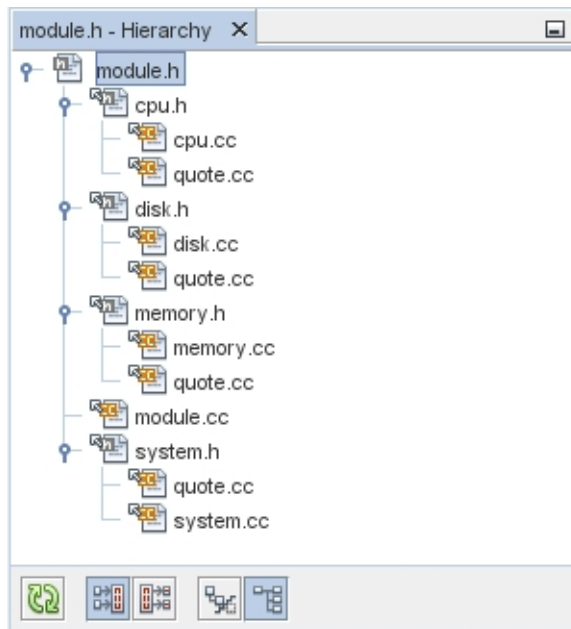 module.h - Hierarchy
module.h
cpu.h
cpu.cc
quote.cc
disk.h
disk.cc
quote.cc
memory.h
memory.cc
quote.cc
module.cc
system.h
quote.cc
system.cc